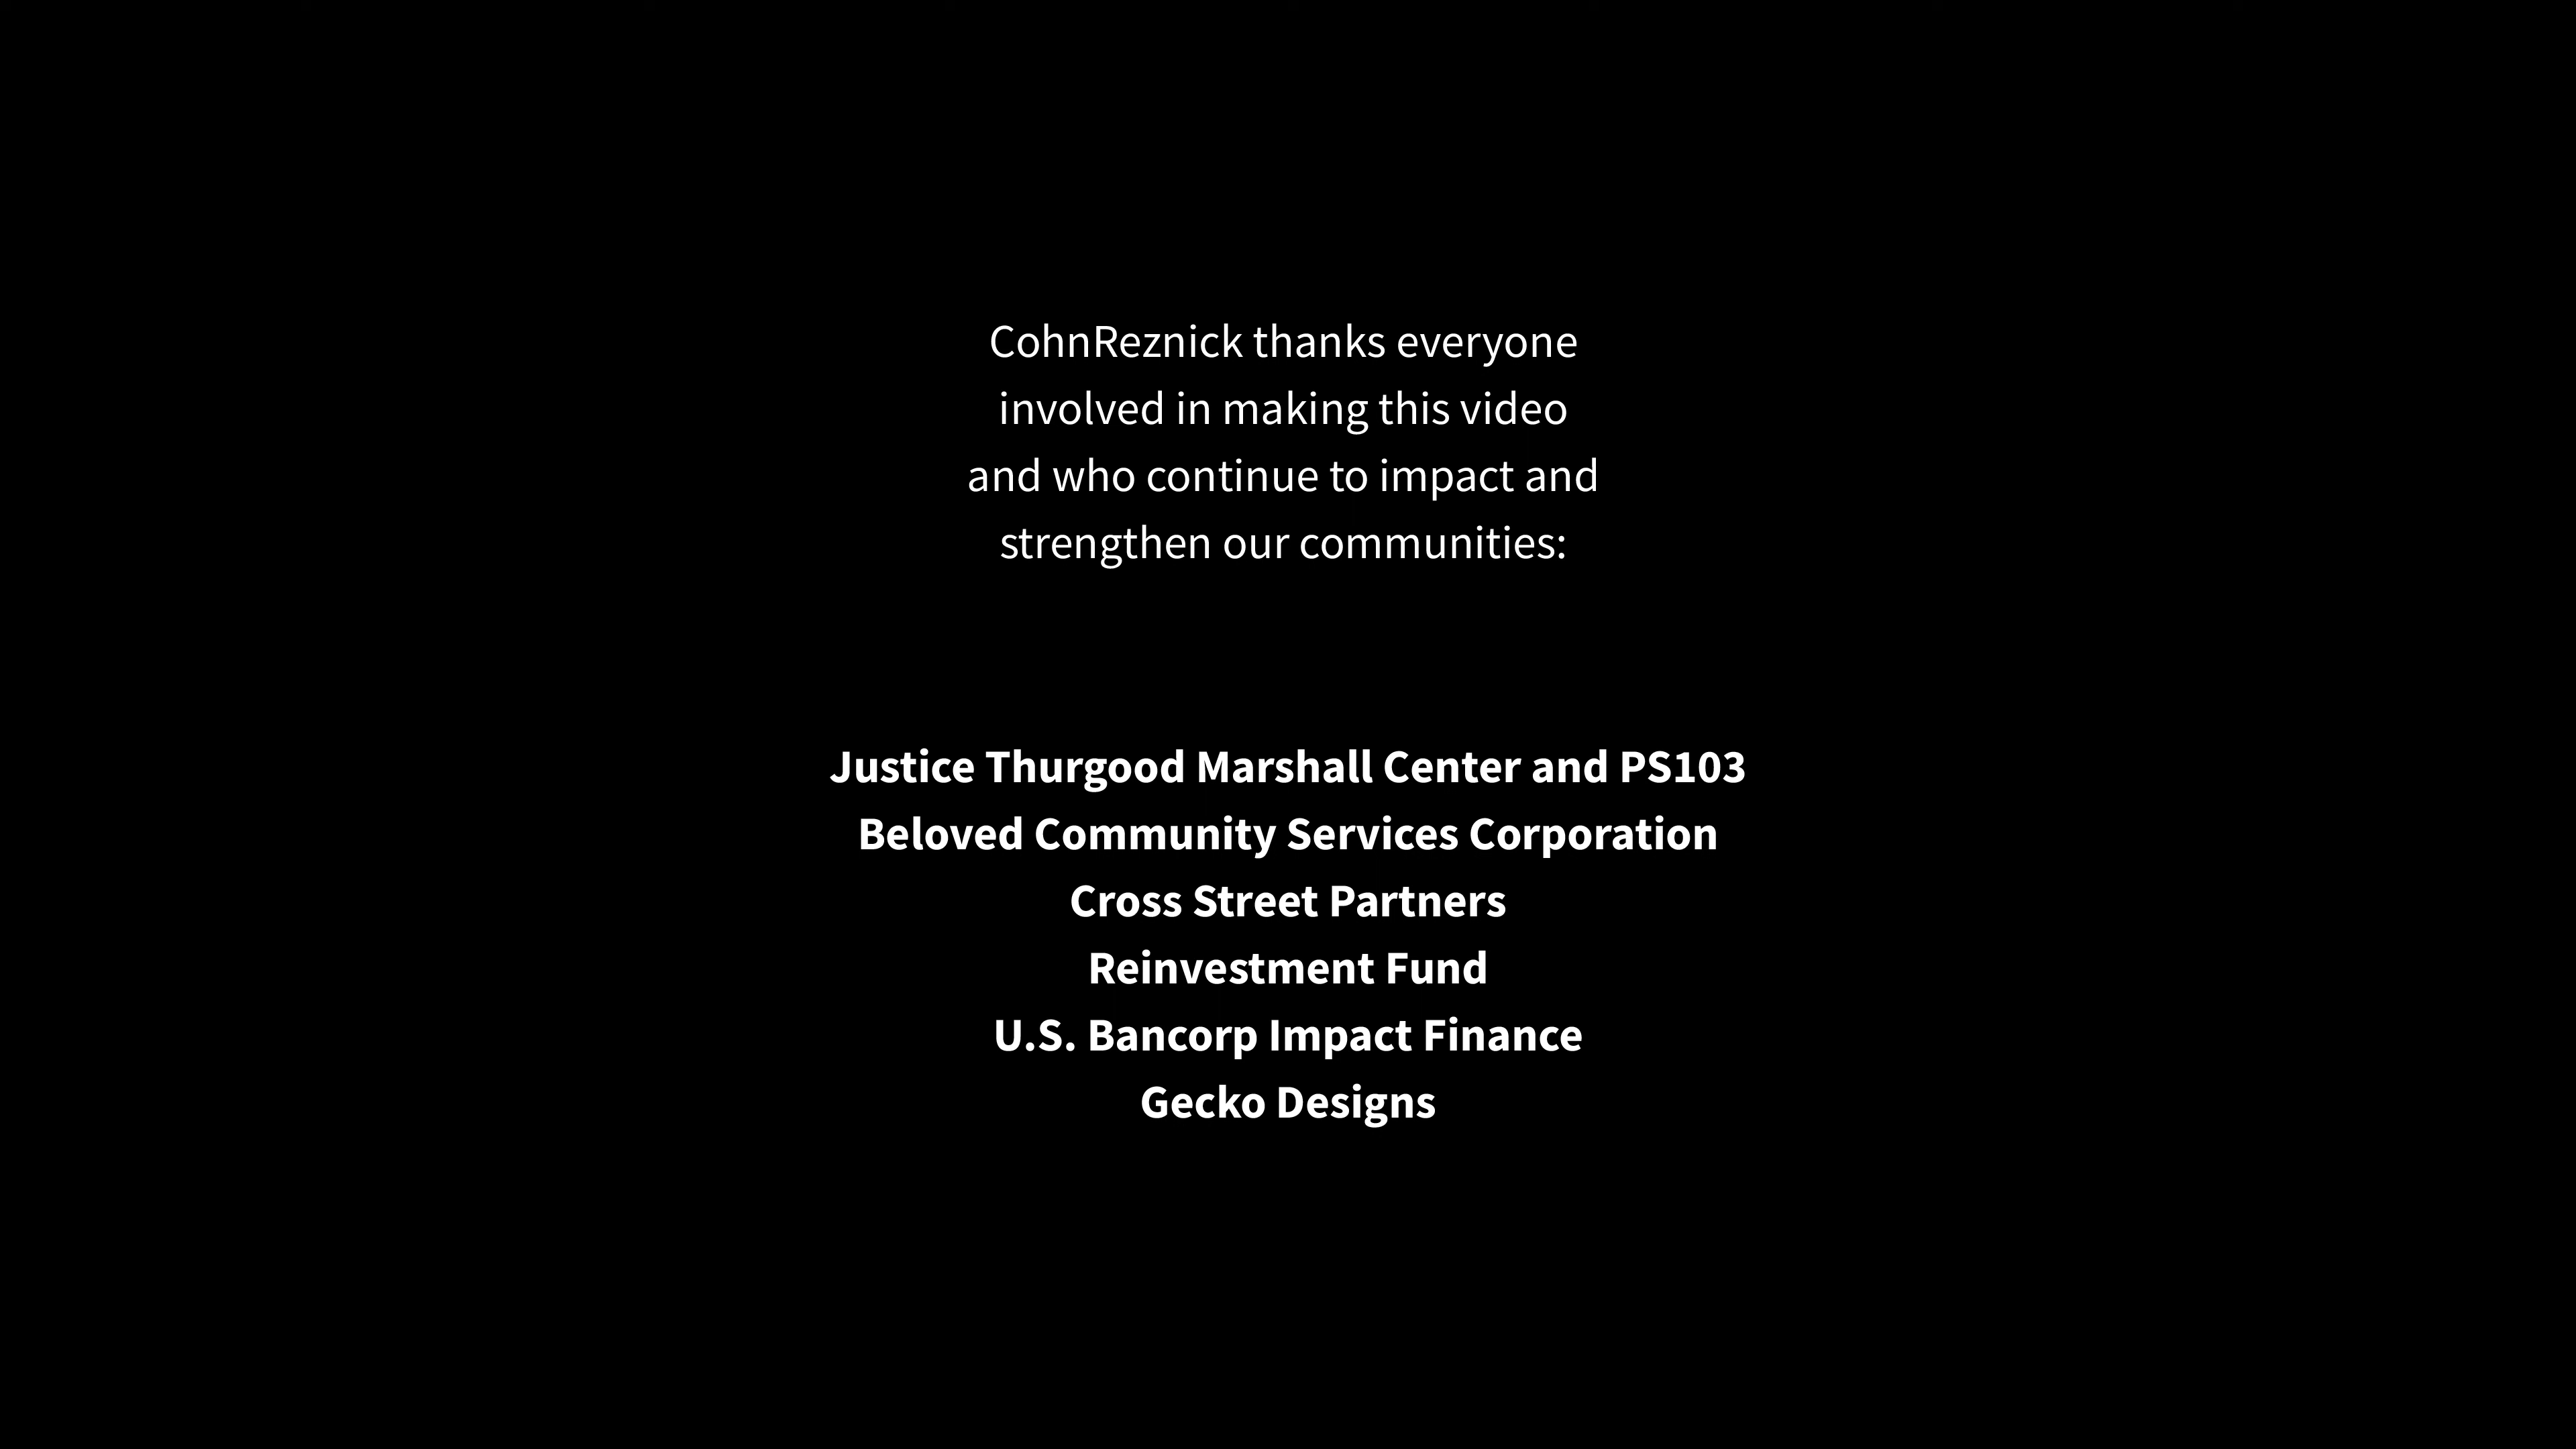 CohnReznick thanks everyone
involved in making this video
and who continue to impact and
strengthen our communities:
Justice Thurgood Marshall Center and PS103
Beloved Community Services Corporation
Cross Street Partners
Reinvestment Fund
U.S. Bancorp Impact Finance
Gecko Designs